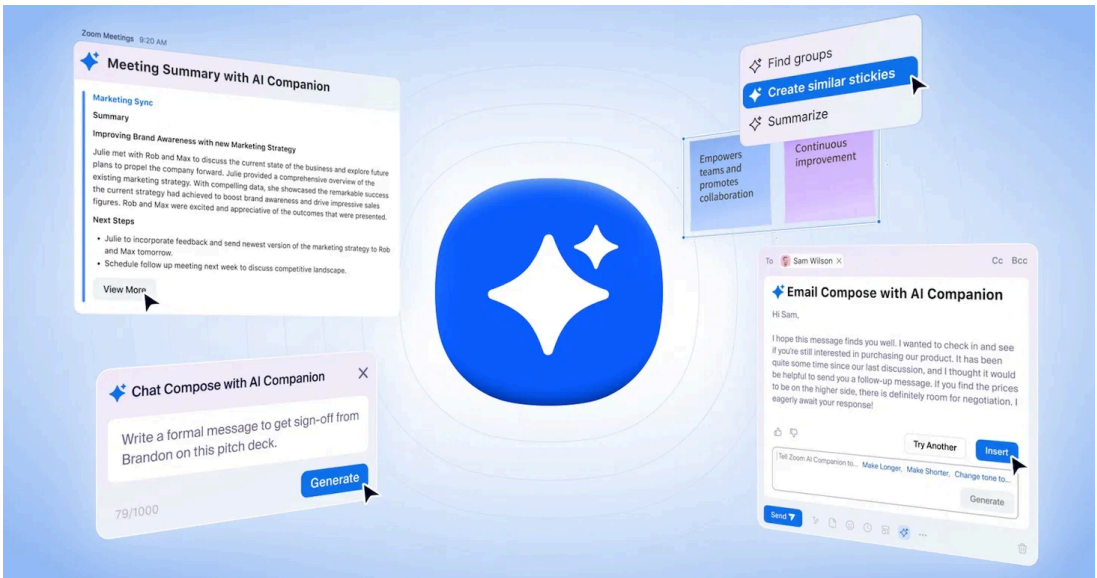 Zoom Meetings 9:20 AM
Meeting Summary with AI Companion
Marketing Sync
Summary
Improving Brand Awareness with new Marketing Strategy
Julie met with Rob and Max to discuss the current state of the business and explore future
plans to propel the company forward. Julie provided a comprehensive overview of the
existing marketing strategy. With compelling data, she showcased the remarkable success
the current strategy had achieved to boost brand awareness and drive impressive sales
figures. Rob and Max were excited and appreciative of the outcomes that were presented.
Next Steps
• Julie to incorporate feedback and send newest version of the marketing strategy to Rob
and Max tomorrow.
• Schedule follow up meeting next week to discuss competitive landscape.
View More
Find groups
Create similar stickies
Summarize
Empowers
teams and
promotes
collaboration
Continuous
improvement
Chat Compose with AI Companion
Write a formal message to get sign-off from
Brandon on this pitch deck.
Generate
79/1000
To Sam Wilson Cc Bcc
Email Compose with AI Companion
Hi Sam,
I hope this message finds you well. I wanted to check in and see
if you're still interested in purchasing our product. It has been
quite some time since our last discussion, and I thought it would
be helpful to send you a follow-up message. If you find the prices
to be on the higher side, there is definitely room for negotiation. I
eagerly await your response!
Try Another Insert
Tell Zoom AI Companion to... Make Longer, Make Shorter, Change tone to...
Generate
Send